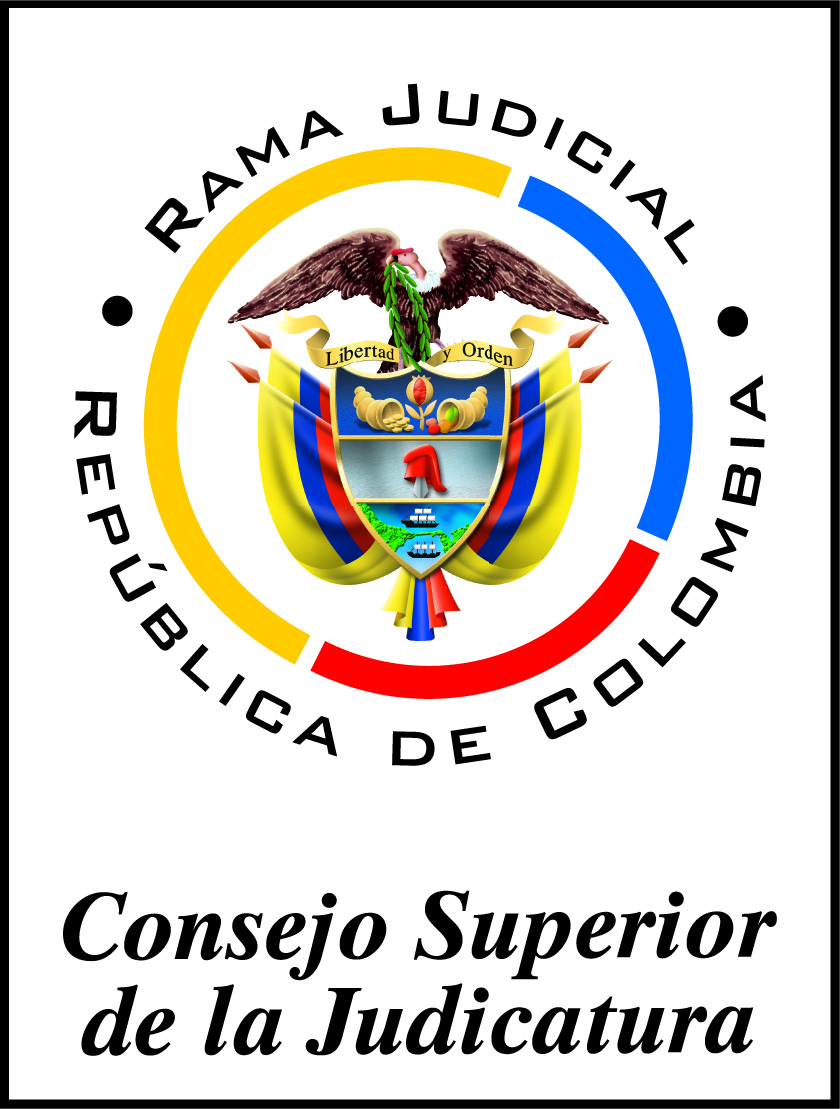 RAMA JUDICIAL
REPÚBLICA DE COLOMBIA
Libertad y Orden
Consejo Superior
de la Judicatura